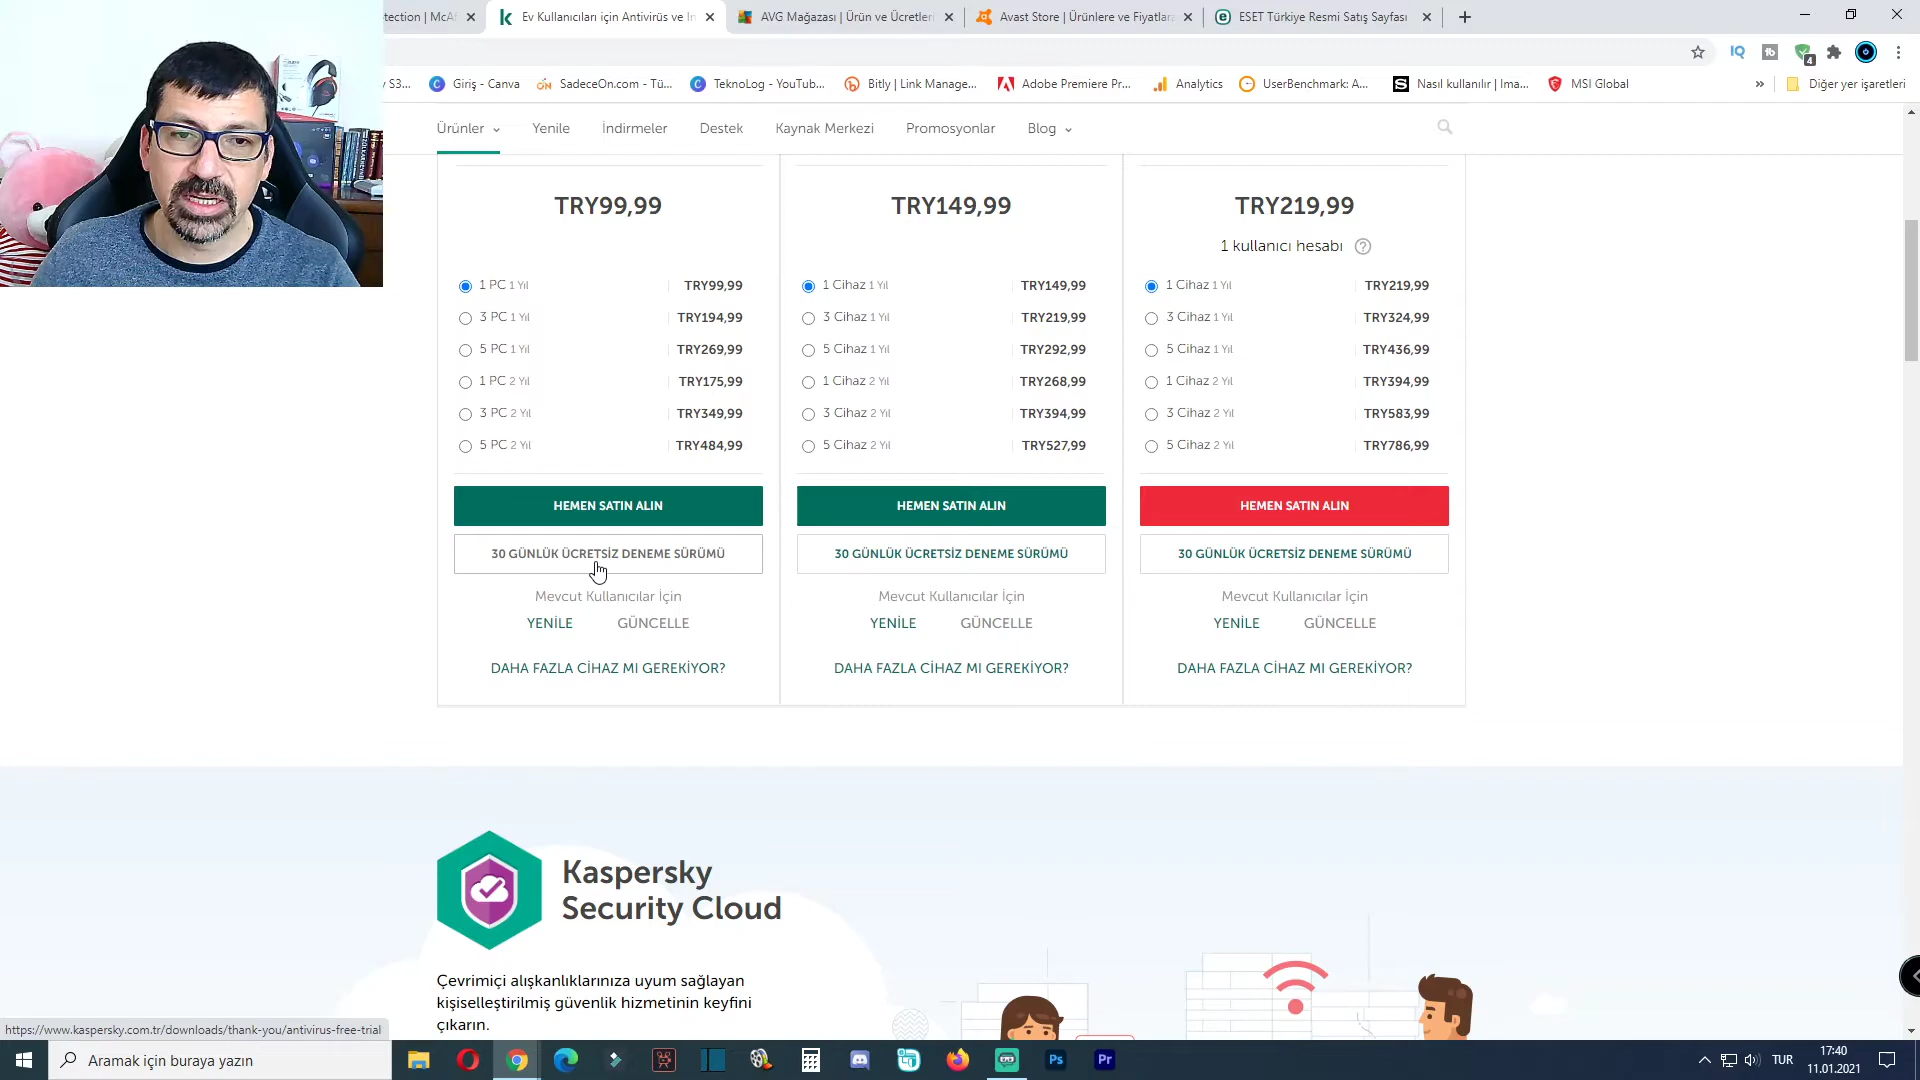 tection | McAf
Ev Kullanıcıları için Antivirüs ve In
AVG Mağazası | Ürün ve Ücretler
Avast Store | Ürünlere ve Fiyatlara
ESET Türkiye Resmi Satış Sayfası
4
y S3...
Giriş - Canva
SadeceOn.com - Tü...
TeknoLog - YouTub...
Bitly | Link Manage...
Adobe Premiere Pr...
Analytics
UserBenchmark: A...
Nasıl kullanılır | Ima...
MSI Global
»
Diğer yer işaretleri
Ürünler
Yenile
İndirmeler
Destek
Kaynak Merkezi
Promosyonlar
Blog
TRY99,99
1 PC 1 Yıl TRY99,99
3 PC 1 Yıl TRY194,99
5 PC 1 Yıl TRY269,99
1 PC 2 Yıl TRY175,99
3 PC 2 Yıl TRY349,99
5 PC 2 Yıl TRY484,99
HEMEN SATIN ALIN
30 GÜNLÜK ÜCRETSİZ DENEME SÜRÜMÜ
Mevcut Kullanıcılar İçin
YENİLE GÜNCELLE
DAHA FAZLA CİHAZ MI GEREKİYOR?
TRY149,99
1 Cihaz 1 Yıl TRY149,99
3 Cihaz 1 Yıl TRY219,99
5 Cihaz 1 Yıl TRY292,99
1 Cihaz 2 Yıl TRY268,99
3 Cihaz 2 Yıl TRY394,99
5 Cihaz 2 Yıl TRY527,99
HEMEN SATIN ALIN
30 GÜNLÜK ÜCRETSİZ DENEME SÜRÜMÜ
Mevcut Kullanıcılar İçin
YENİLE GÜNCELLE
DAHA FAZLA CİHAZ MI GEREKİYOR?
TRY219,99
1 kullanıcı hesabı ?
1 Cihaz 1 Yıl TRY219,99
3 Cihaz 1 Yıl TRY324,99
5 Cihaz 1 Yıl TRY436,99
1 Cihaz 2 Yıl TRY394,99
3 Cihaz 2 Yıl TRY583,99
5 Cihaz 2 Yıl TRY786,99
HEMEN SATIN ALIN
30 GÜNLÜK ÜCRETSİZ DENEME SÜRÜMÜ
Mevcut Kullanıcılar İçin
YENİLE GÜNCELLE
DAHA FAZLA CİHAZ MI GEREKİYOR?
Kaspersky
Security Cloud
Çevrimiçi alışkanlıklarınıza uyum sağlayan
kişiselleştirilmiş güvenlik hizmetinin keyfini
çıkarın.
https://www.kaspersky.com.tr/downloads/thank-you/antivirus-free-trial
Aramak için buraya yazın
Ps
Pr
TUR
17:40
11.01.2021